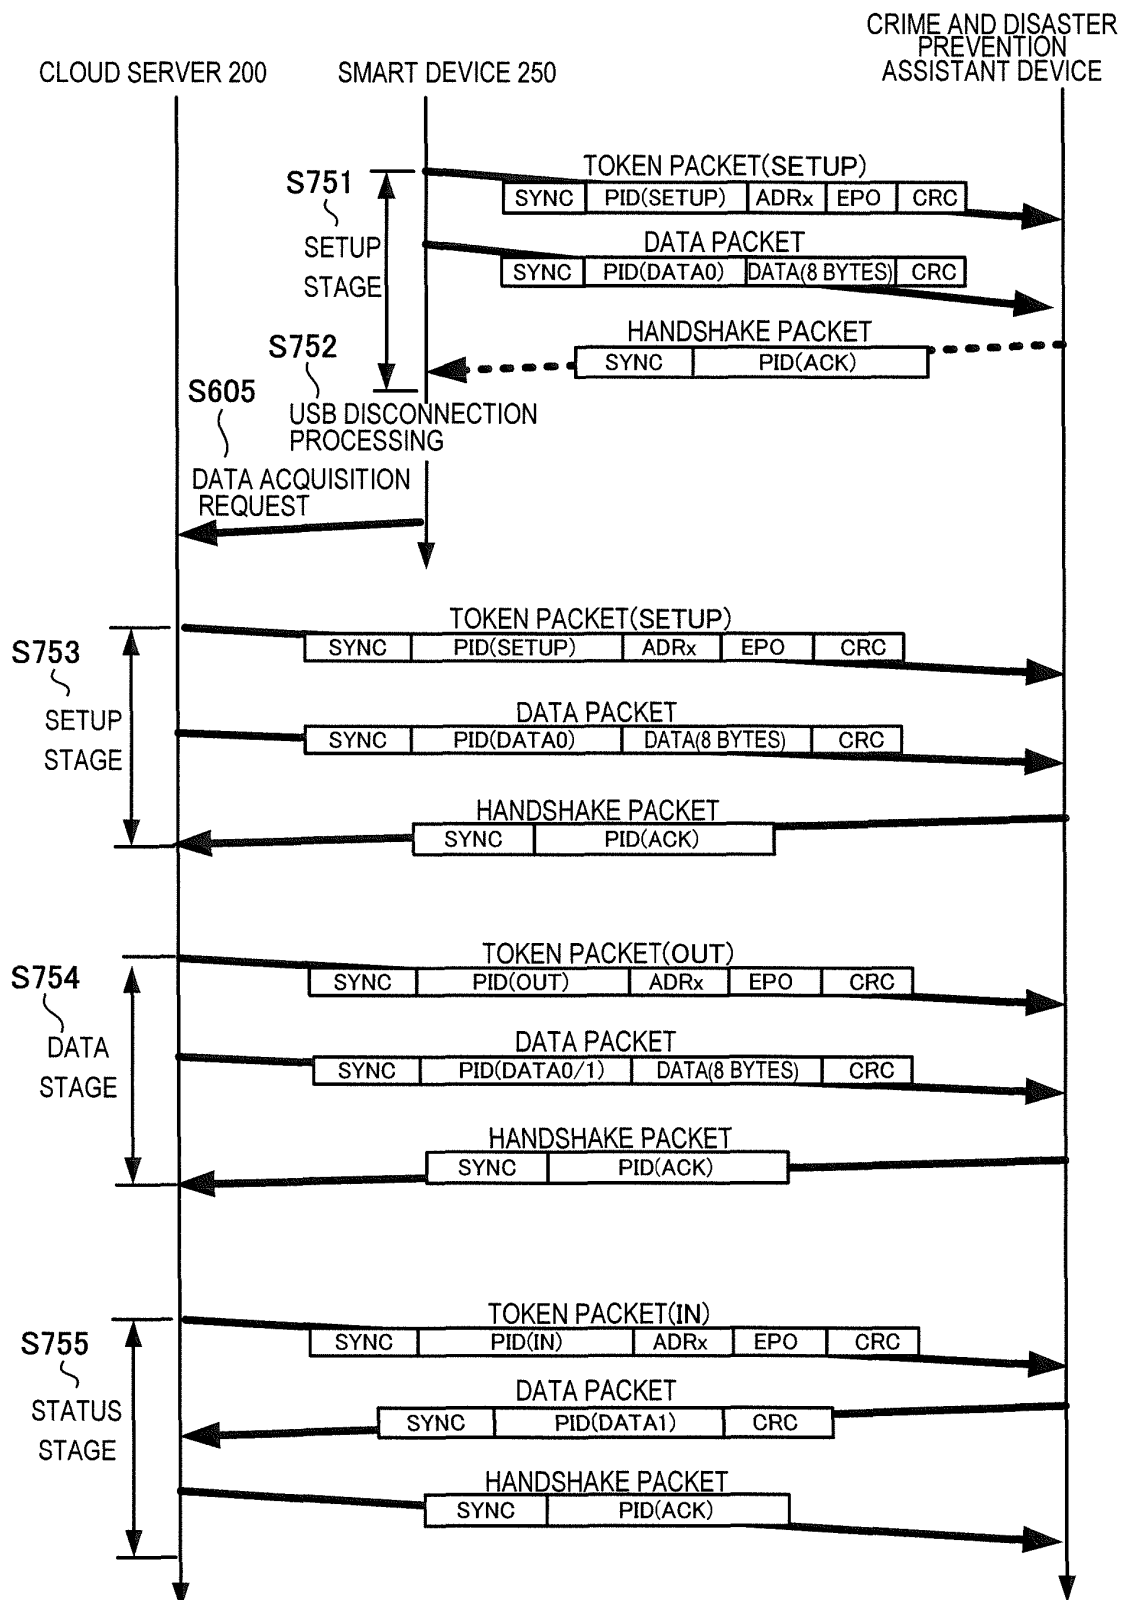 CRIME AND DISASTER
PREVENTION
ASSISTANT DEVICE
CLOUD SERVER 200
SMART DEVICE 250
TOKEN PACKET(SETUP)
S751
SYNC PID(SETUP) ADRx EPO CRC
SETUP
STAGE
DATA PACKET
SYNC PID(DATA0) DATA(8 BYTES) CRC
HANDSHAKE PACKET
SYNC PID(ACK)
S752
USB DISCONNECTION
PROCESSING
S605
DATA ACQUISITION
REQUEST
TOKEN PACKET(SETUP)
SYNC PID(SETUP) ADRx EPO CRC
S753
SETUP
STAGE
DATA PACKET
SYNC PID(DATA0) DATA(8 BYTES) CRC
HANDSHAKE PACKET
SYNC PID(ACK)
TOKEN PACKET(OUT)
SYNC PID(OUT) ADRx EPO CRC
S754
DATA
STAGE
DATA PACKET
SYNC PID(DATA0/1) DATA(8 BYTES) CRC
HANDSHAKE PACKET
SYNC PID(ACK)
TOKEN PACKET(IN)
SYNC PID(IN) ADRx EPO CRC
S755
STATUS
STAGE
DATA PACKET
SYNC PID(DATA1) CRC
HANDSHAKE PACKET
SYNC PID(ACK)